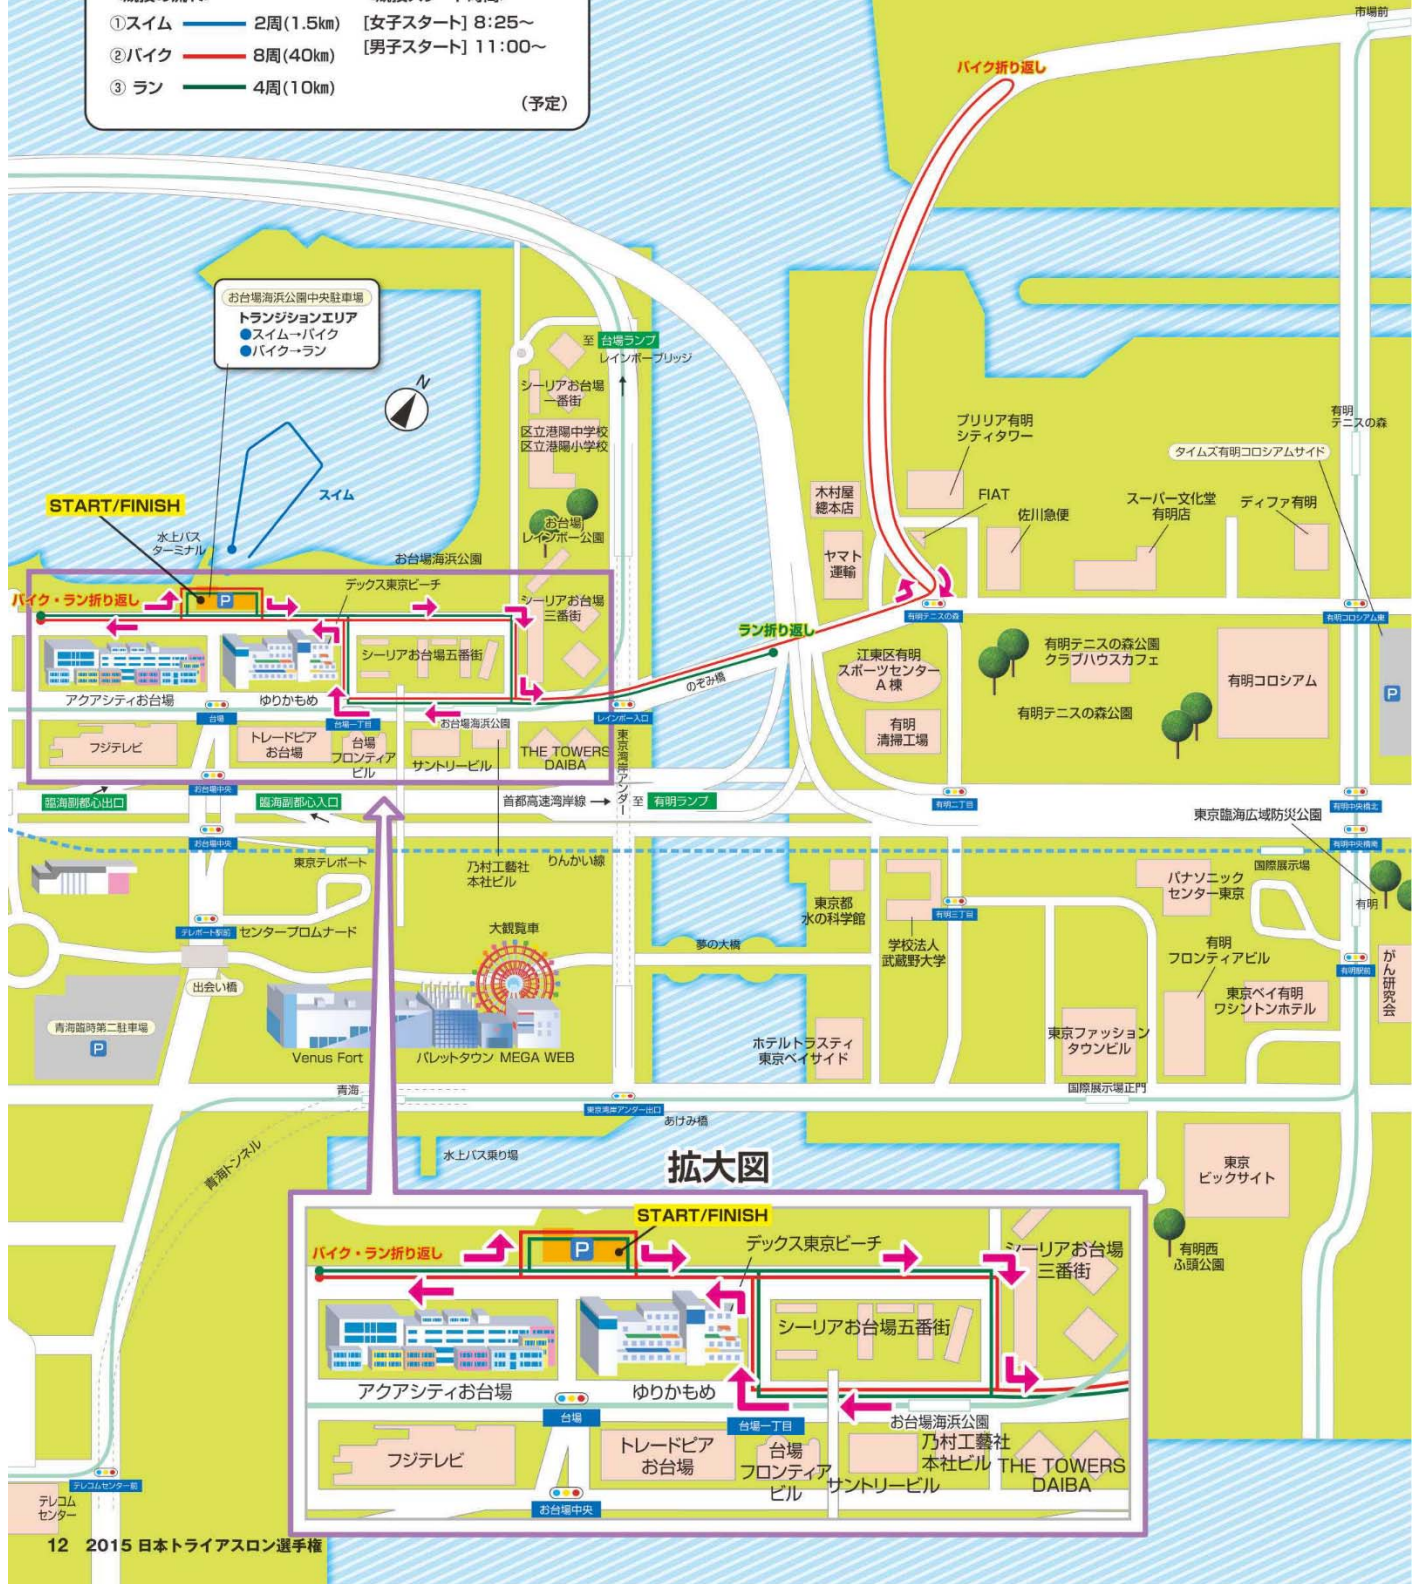 ①スイム 2周(1.5km)
②バイク 8周(40km)
③ ラン 4周(10km)
[女子スタート] 8:25～
[男子スタート] 11:00～
(予定)
市場前
バイク折り返し
お台場海浜公園中央駐車場
トランジションエリア
●スイム→バイク
●バイク→ラン
N
至 台場ランプ
レインボーブリッジ
シーリアお台場
一番街
区立港陽中学校
区立港陽小学校
有明
テニスの森
ブリリア有明
シティタワー
タイムズ有明コロシアムサイド
スイム
START/FINISH
水上バス
ターミナル
お台場
レインボー公園
お台場海浜公園
木村屋
總本店
FIAT
佐川急便
スーパー文化堂
有明店
ディファ有明
ヤマト
運輸
デックス東京ビーチ
バイク・ラン折り返し
P
シーリアお台場
三番街
有明テニスの森
有明コロシアム東
ラン折り返し
シーリアお台場五番街
アクアシティお台場
ゆりかもめ
のぞみ橋
江東区有明
スポーツセンター
A棟
有明テニスの森公園
クラブハウスカフェ
有明コロシアム
P
台場
台場一丁目
お台場海浜公園
レインボー入口
有明
清掃工場
有明テニスの森公園
フジテレビ
トレードピア
お台場
台場
フロンティア
ビル
サントリービル
THE TOWERS
DAIBA
東京湾岸アンダー
お台場中央
臨海副都心出口
臨海副都心入口
首都高速湾岸線→至 有明ランプ
有明二丁目
有明中央橋北
東京臨海広域防災公園
お台場中央
有明中央橋南
東京テレポート
乃村工藝社
本社ビル
りんかい線
国際展示場
東京都
水の科学館
学校法人
武蔵野大学
有明三丁目
パナソニック
センター東京
有明
テレポート駅前
センタープロムナード
大観覧車
夢の大橋
有明
フロンティアビル
有明駅前
がん研究会
出会い橋
東京ベイ有明
ワシントンホテル
青海臨時第二駐車場
P
Venus Fort
パレットタウン MEGA WEB
ホテルトラスティ
東京ベイサイド
東京ファッション
タウンビル
青海
国際展示場正門
東京湾岸アンダー出口
あけみ橋
青海トンネル
水上バス乗り場
拡大図
東京
ビックサイト
有明西
ふ頭公園
START/FINISH
バイク・ラン折り返し
P
デックス東京ビーチ
シーリアお台場
三番街
シーリアお台場五番街
アクアシティお台場
ゆりかもめ
台場
台場一丁目
お台場海浜公園
フジテレビ
トレードピア
お台場
台場
フロンティア
ビル
サントリービル
乃村工藝社
本社ビル
THE TOWERS
DAIBA
お台場中央
テレコムセンター前
テレコム
センター
12 2015 日本トライアスロン選手権